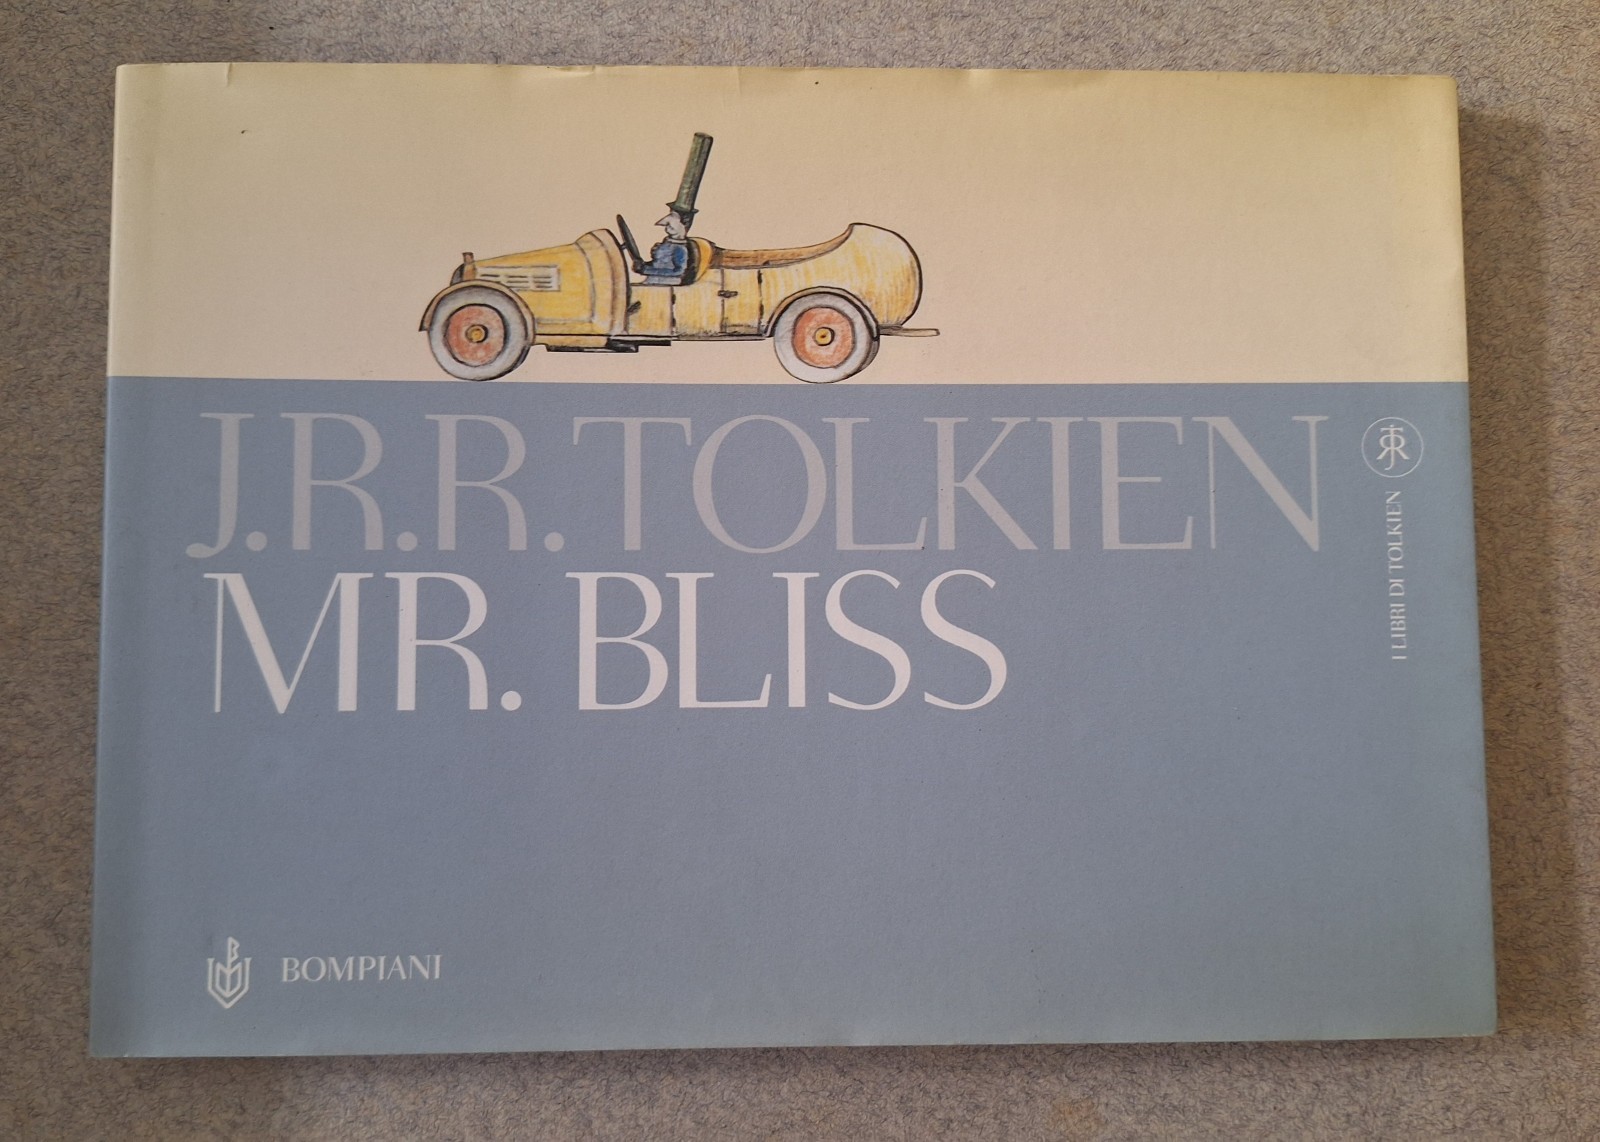 J.R.R. TOLKIEN
MR. BLISS
I LIBRI DI TOLKIEN
BOMPIANI